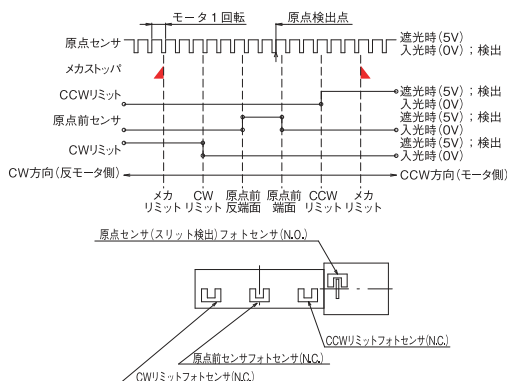 モータ1回転
原点検出点
原点センサ
遮光時(5V)
入光時(0V)；検出
メカストッパ
CCWリミット
遮光時(5V)；検出
入光時(0V)
原点前センサ
遮光時(5V)；検出
入光時(0V)
CWリミット
遮光時(5V)；検出
入光時(0V)
CW方向(反モータ側)
CCW方向(モータ側)
メカ
リミット
CW
リミット
原点前
反端面
原点前
端面
CCW
リミット
メカ
リミット
原点センサ(スリット検出)フォトセンサ(N.O.)
CCWリミットフォトセンサ(N.C.)
原点前センサフォトセンサ(N.C.)
CWリミットフォトセンサ(N.C.)